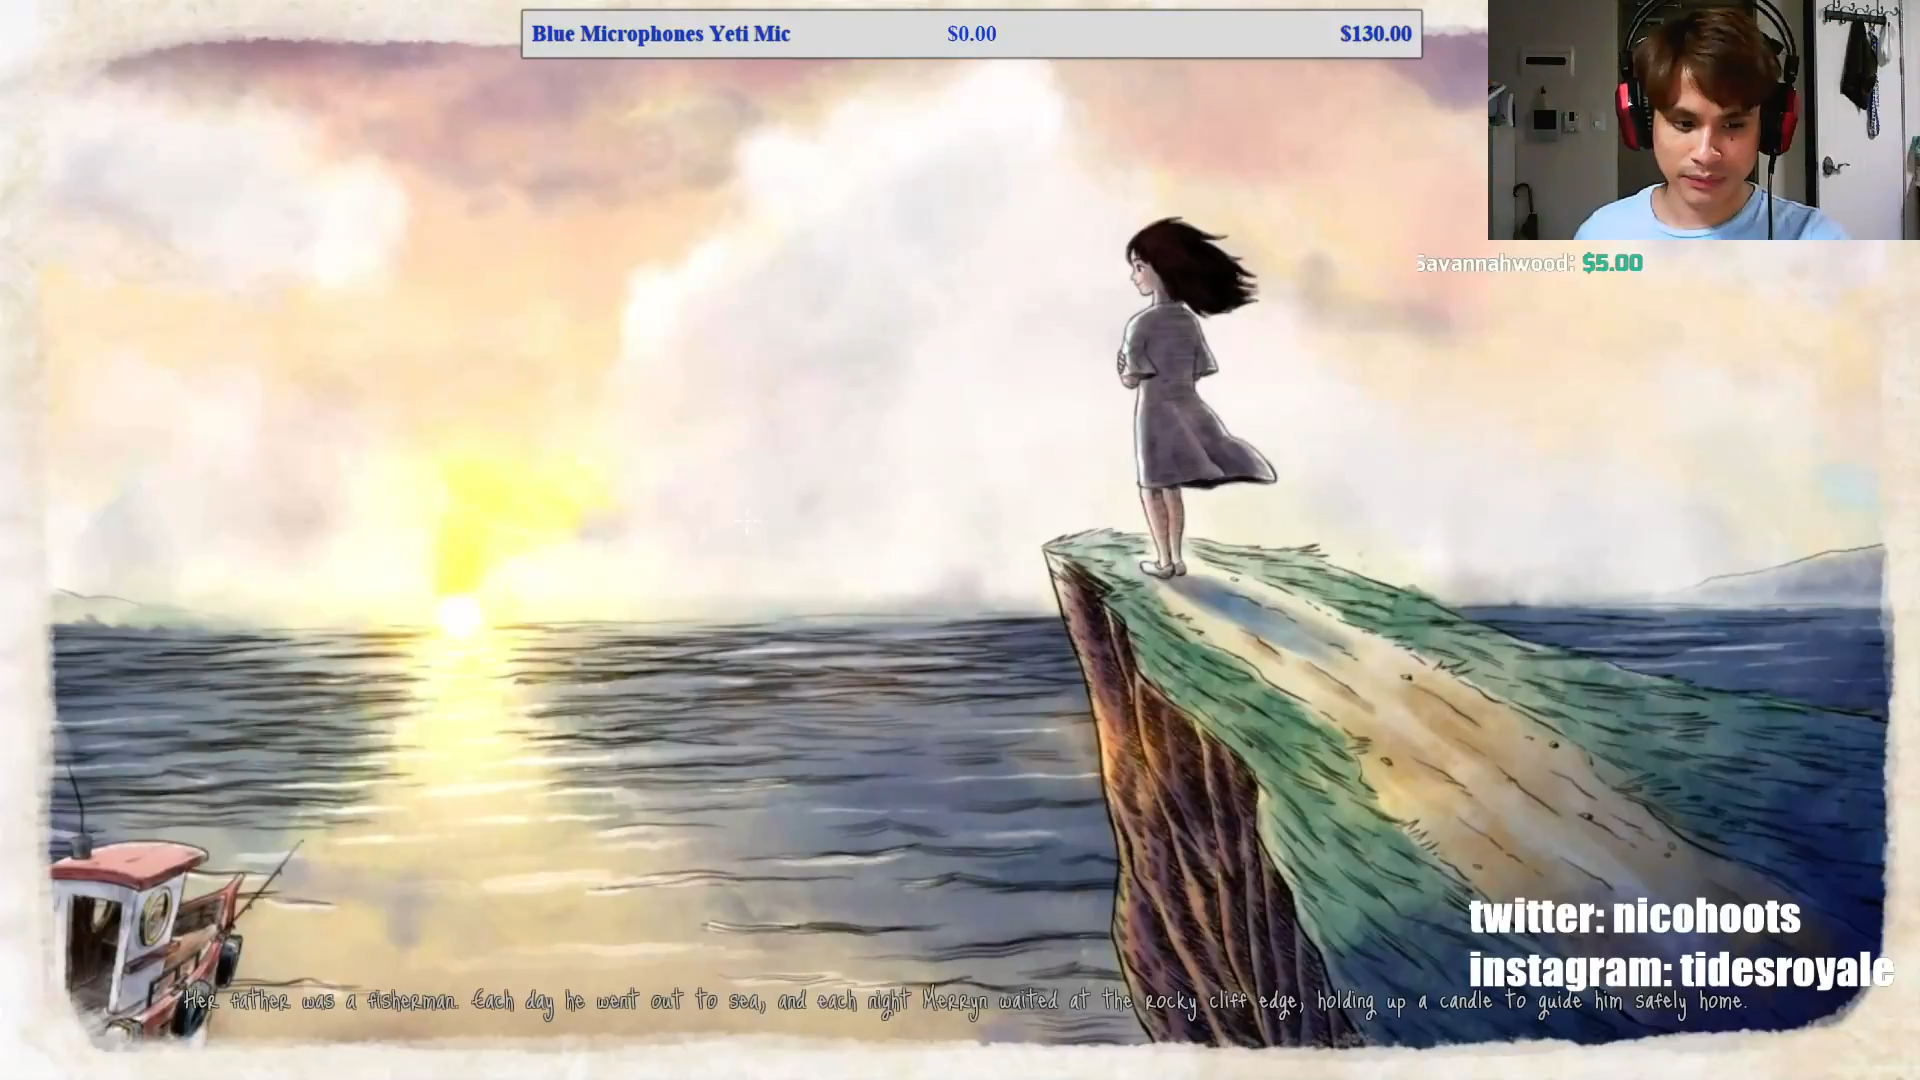 Blue Microphones Yeti Mic $0.00 $130.00
Savannahwood: $5.00
twitter: nicohoots
instagram: tidesroyale
Her father was a fisherman. Each day he went out to sea, and each night Merryn waited at the rocky cliff edge, holding up a candle to guide him safely home.